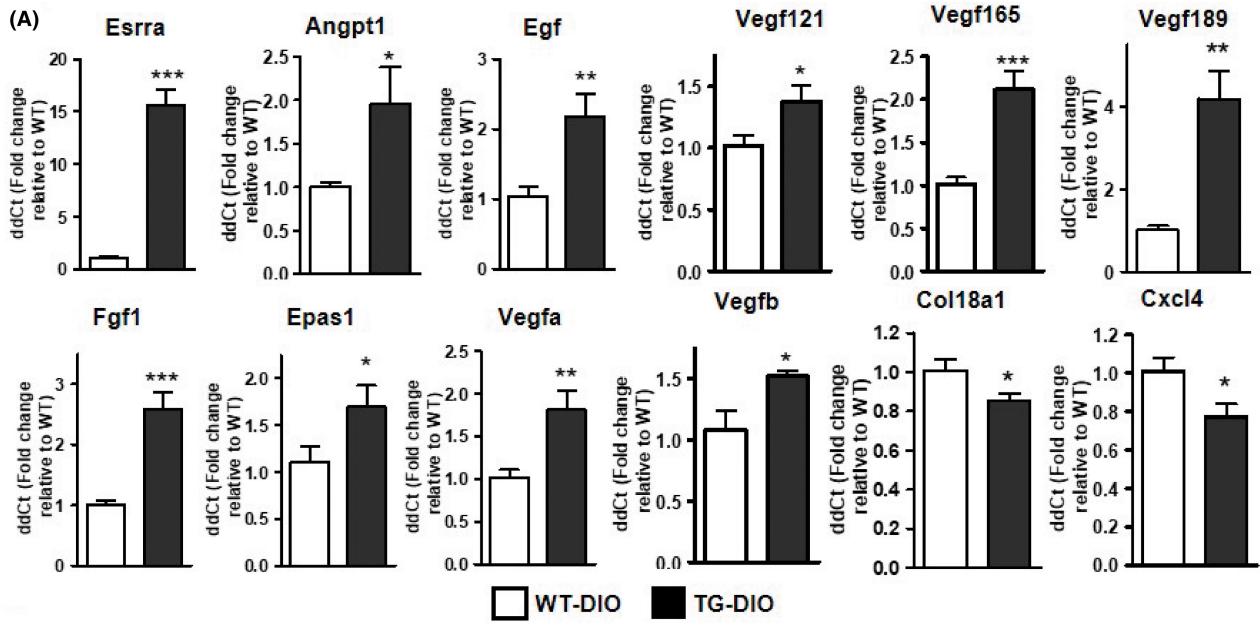 (A)
Esrra
Angpt1
Egf
Vegf121
Vegf165
Vegf189
ddCt (Fold change
relative to WT)
20
15
10
5
0
***
ddCt (Fold change
relative to WT)
2.5
2.0
1.5
1.0
0.5
0.0
*
ddCt (Fold change
relative to WT)
3
2
1
0
**
ddCt (Fold change
relative to WT)
1.5
1.0
0.5
0.0
*
ddCt (Fold change
relative to WT)
2.5
2.0
1.5
1.0
0.5
0.0
***
ddCt (Fold change
relative to WT)
4
2
0
**
Fgf1
Epas1
Vegfa
Vegfb
Col18a1
Cxcl4
ddCt (Fold change
relative to WT)
3
2
1
0
***
ddCt (Fold change
relative to WT)
2.0
1.5
1.0
0.5
0.0
*
ddCt (Fold change
relative to WT)
2.5
2.0
1.5
1.0
0.5
0.0
**
ddCt (Fold change
relative to WT)
1.5
1.0
0.5
0.0
*
ddCt (Fold change
relative to WT)
1.2
1.0
0.8
0.6
0.4
0.2
0.0
*
ddCt (Fold change
relative to WT)
1.2
1.0
0.8
0.6
0.4
0.2
0.0
*
WT-DIO
TG-DIO